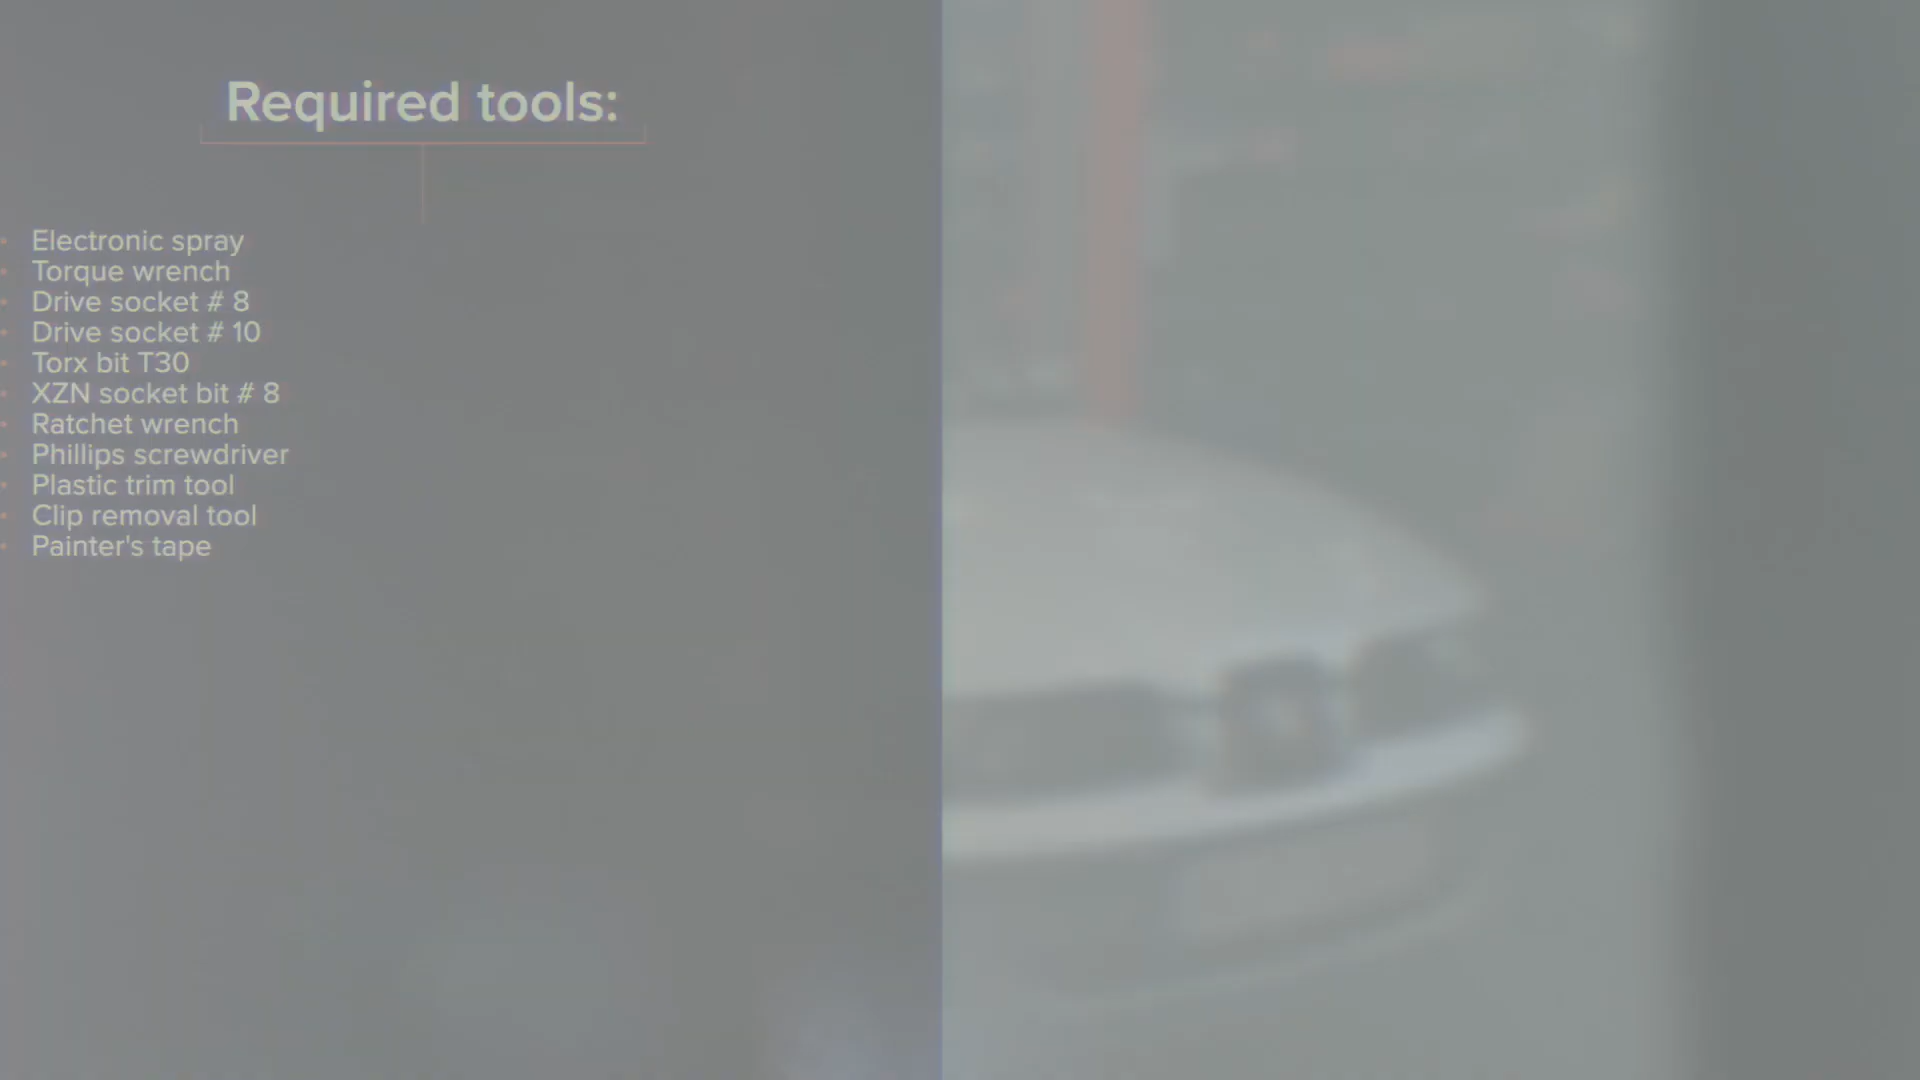 Required tools:
Electronic spray
Torque wrench
Drive socket # 8
Drive socket # 10
Torx bit T30
XZN socket bit # 8
Ratchet wrench
Phillips screwdriver
Plastic trim tool
Clip removal tool
Painter's tape